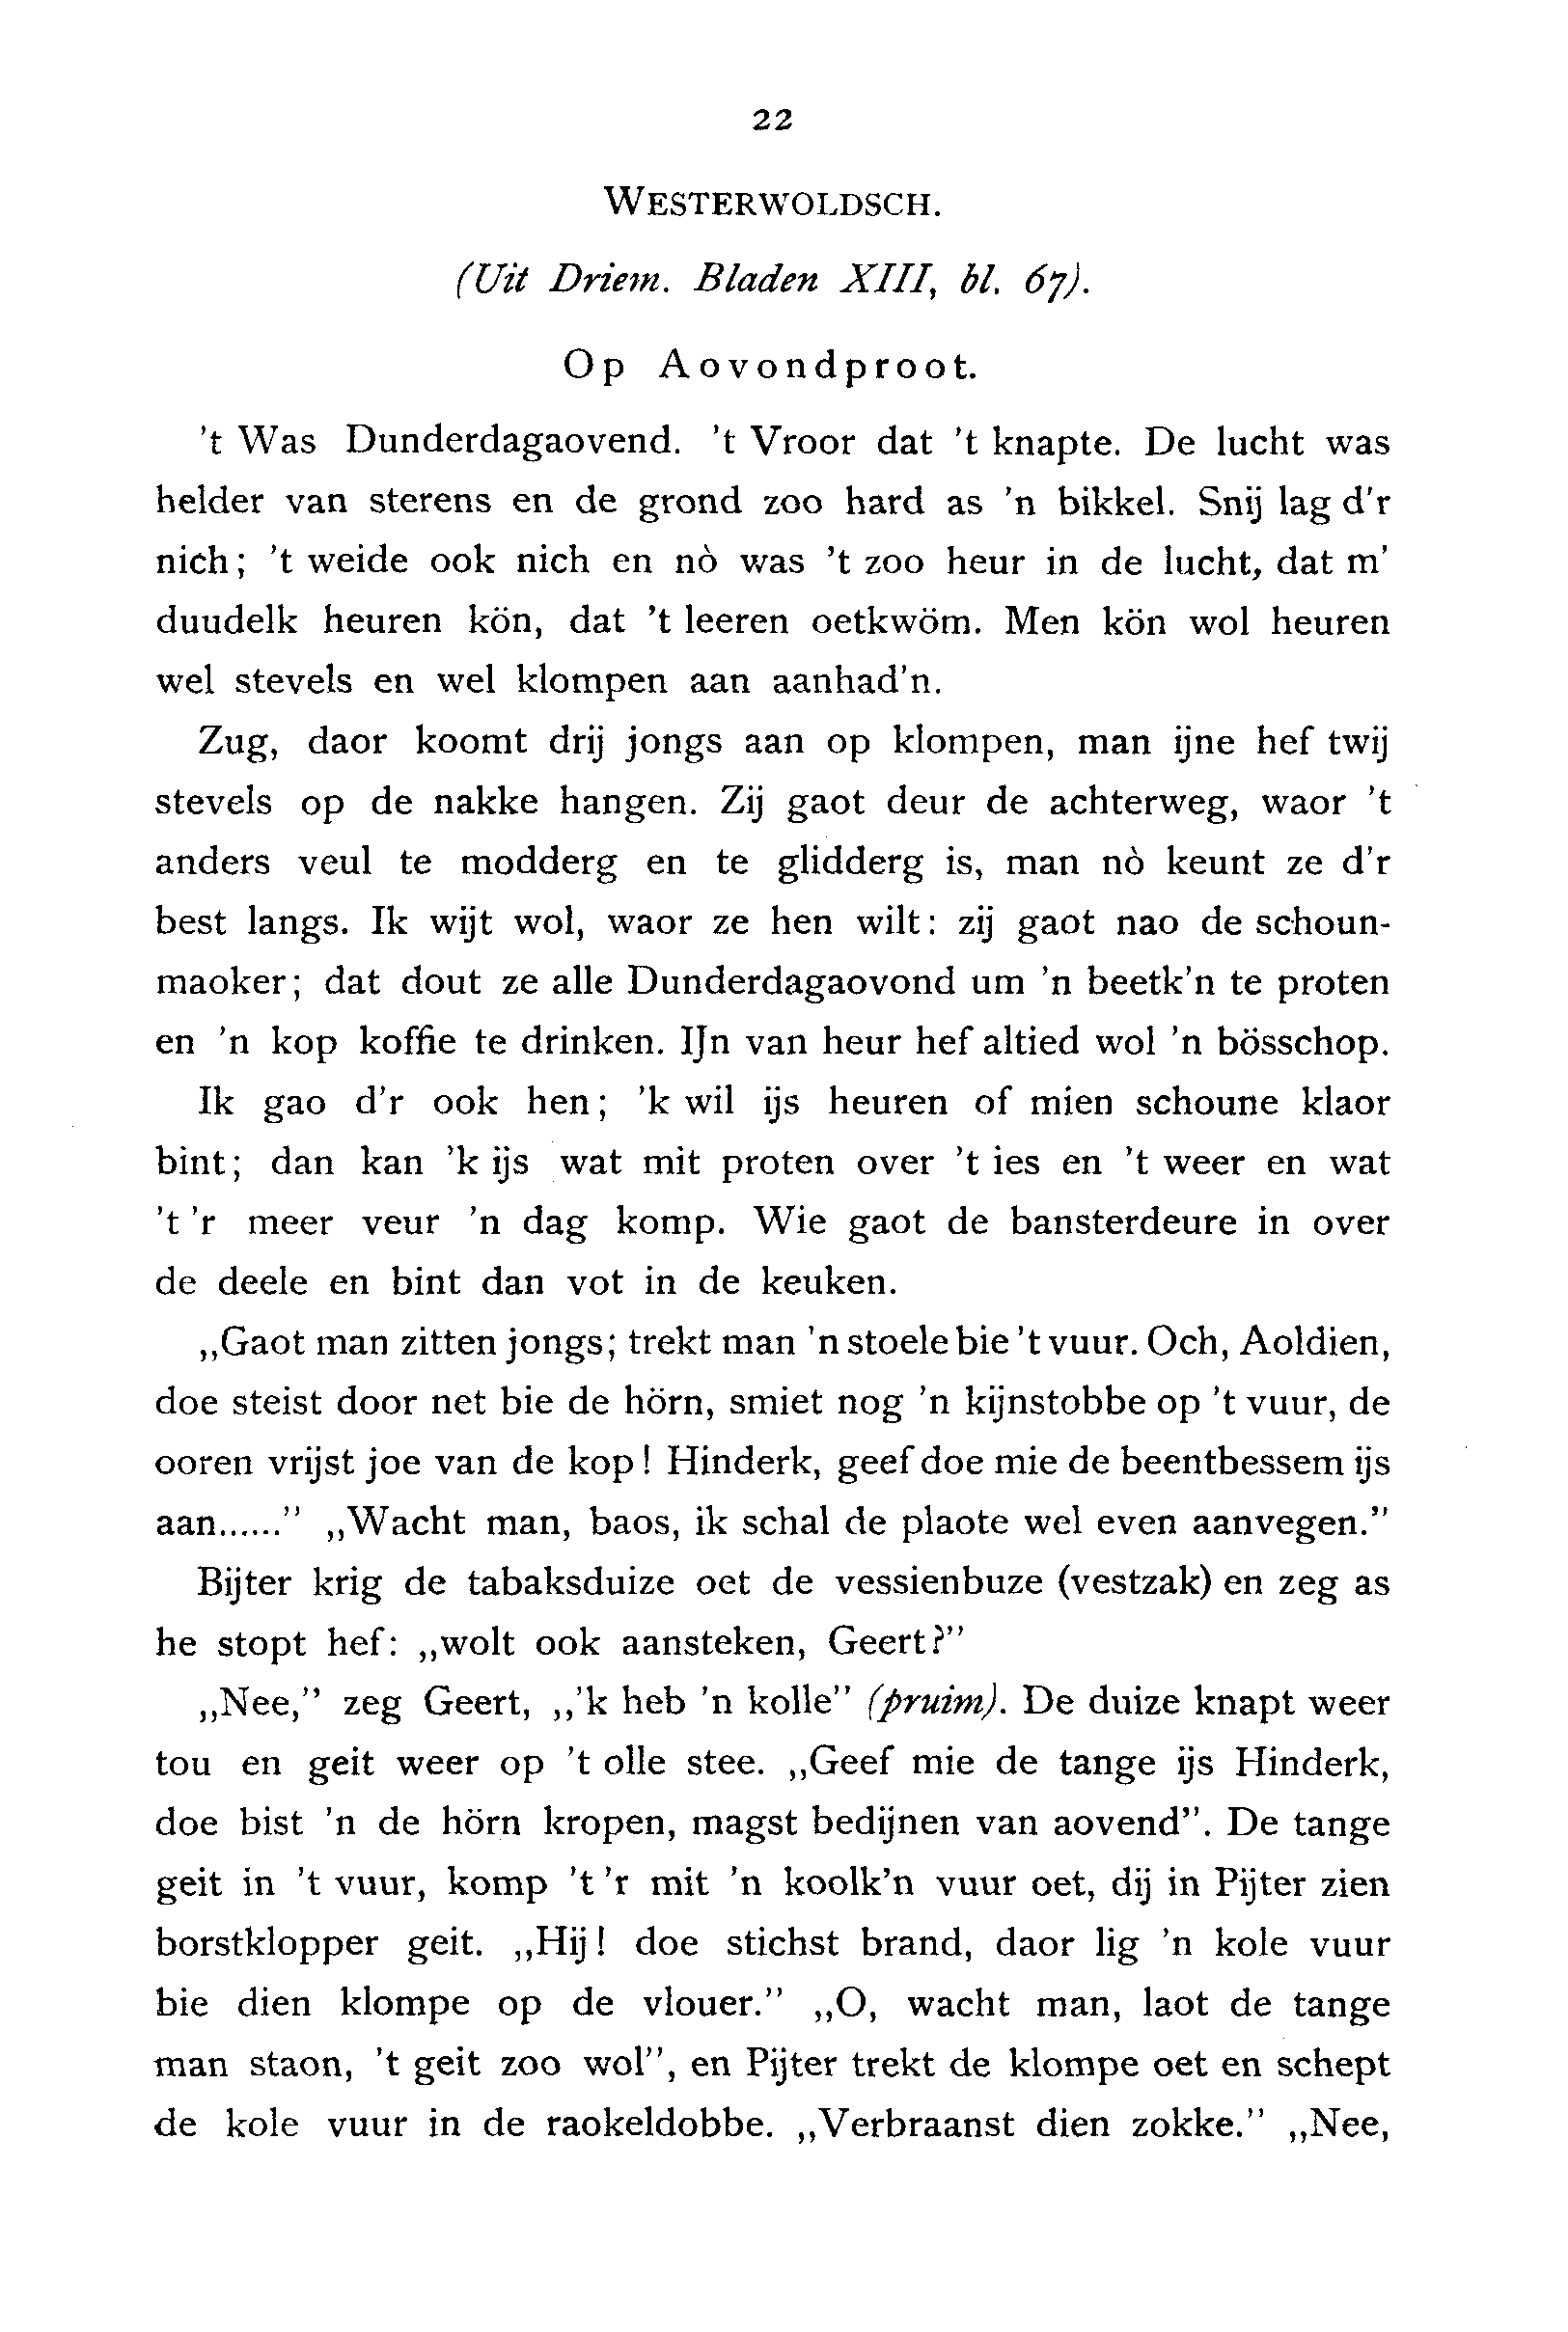 22
WESTERWOLDSCH.
(Uit Driem. Bladen XIII, bl. 67).
Op Aovondproot.
't Was Dunderdagaovend. 't Vroor dat 't knapte. De lucht was
helder van sterens en de grond zoo hard as 'n bikkel. Snij lag d'r
nich; 't weide ook nich en nò was 't zoo heur in de lucht, dat m'
duudelk heuren kön, dat 't leeren oetkwöm. Men kön wol heuren
wel stevels en wel klompen aan aanhad'n.
Zug, daor koomt drij jongs aan op klompen, man ijne hef twij
stevels op de nakke hangen. Zij gaot deur de achterweg, waor 't
anders veul te modderg en te glidderg is, man nò keunt ze d'r
best langs. Ik wijt wol, waor ze hen wilt: zij gaot nao de schoun-
maoker; dat dout ze alle Dunderdagaovond um 'n beetk'n te proten
en 'n kop koffie te drinken. IJn van heur hef altied wol 'n bösschop.
Ik gao d'r ook hen; 'k wil ijs heuren of mien schoune klaor
bint; dan kan 'k ijs wat mit proten over 't ies en 't weer en wat
't 'r meer veur 'n dag komp. Wie gaot de bansterdeure in over
de deele en bint dan vot in de keuken.
„Gaot man zitten jongs; trekt man 'n stoele bie 't vuur. Och, Aoldien,
doe steist door net bie de hörn, smiet nog 'n kijnstobbe op 't vuur, de
ooren vrijst joe van de kop! Hinderk, geef doe mie de beentbessem ijs
aan......” „Wacht man, baos, ik schal de plaote wel even aanvegen.”
Bijter krig de tabaksduize oet de vessienbuze (vestzak) en zeg as
he stopt hef: „wolt ook aansteken, Geert?”
„Nee,” zeg Geert, „'k heb 'n kolle” (pruim). De duize knapt weer
tou en geit weer op 't olle stee. „Geef mie de tange ijs Hinderk,
doe bist 'n de hörn kropen, magst bedijnen van aovend”. De tange
geit in 't vuur, komp 't 'r mit 'n koolk'n vuur oet, dij in Pijter zien
borstklopper geit. „Hij! doe stichst brand, daor lig 'n kole vuur
bie dien klompe op de vlouer.” „O, wacht man, laot de tange
man staon, 't geit zoo wol”, en Pijter trekt de klompe oet en schept
de kole vuur in de raokeldobbe. „Verbraanst dien zokke.” „Nee,